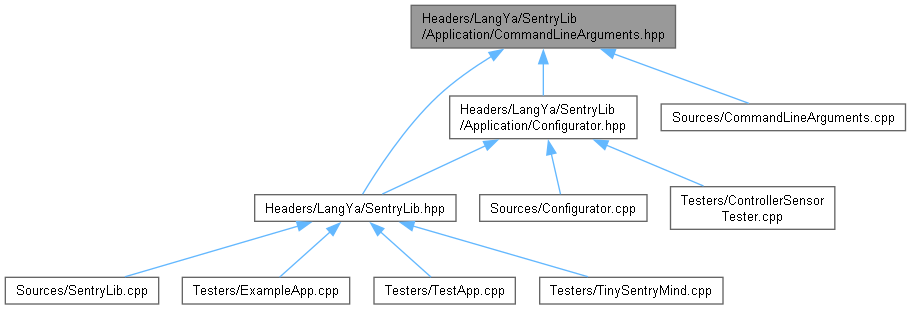 Headers/LangYa/SentryLib
/Application/CommandLineArguments.hpp
Headers/LangYa/SentryLib
/Application/Configurator.hpp
Sources/CommandLineArguments.cpp
Headers/LangYa/SentryLib.hpp
Sources/Configurator.cpp
Testers/ControllerSensor
Tester.cpp
Sources/SentryLib.cpp
Testers/ExampleApp.cpp
Testers/TestApp.cpp
Testers/TinySentryMind.cpp